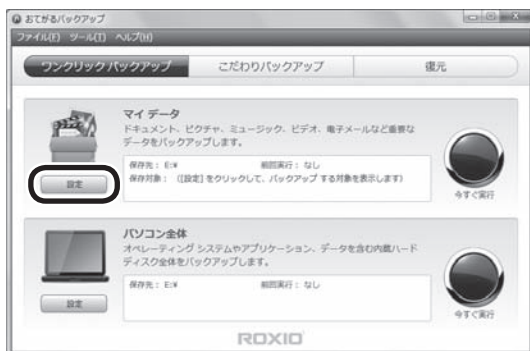 おてがるバックアップ
ファイル(F) ツール(T) ヘルプ(H)
ワンクリックバックアップ こだわりバックアップ 復元
マイ データ
ドキュメント、ピクチャ、ミュージック、ビデオ、電子メールなど重要な
データをバックアップします。
保存先： E:¥ 前回実行： なし
保存対象： （[設定] をクリックして、バックアップ する対象を表示します）
設定
今すぐ実行
パソコン全体
オペレーティング システムやアプリケーション、データを含む内蔵ハード
ディスク全体をバックアップします。
保存先： E:¥ 前回実行： なし
設定
今すぐ実行
ROXIO